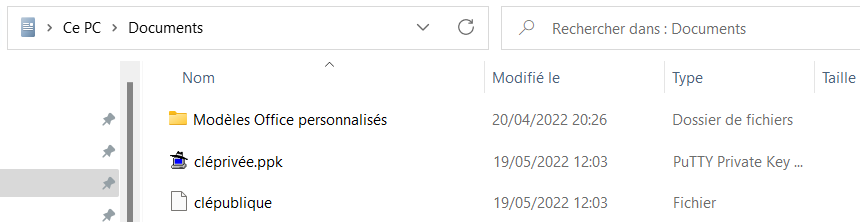 Ce PC > Documents
Rechercher dans : Documents
Nom Modifié le Type Taille
Modèles Office personnalisés 20/04/2022 20:26 Dossier de fichiers
cléprivée.ppk 19/05/2022 12:03 PuTTY Private Key ...
clépublique 19/05/2022 12:03 Fichier